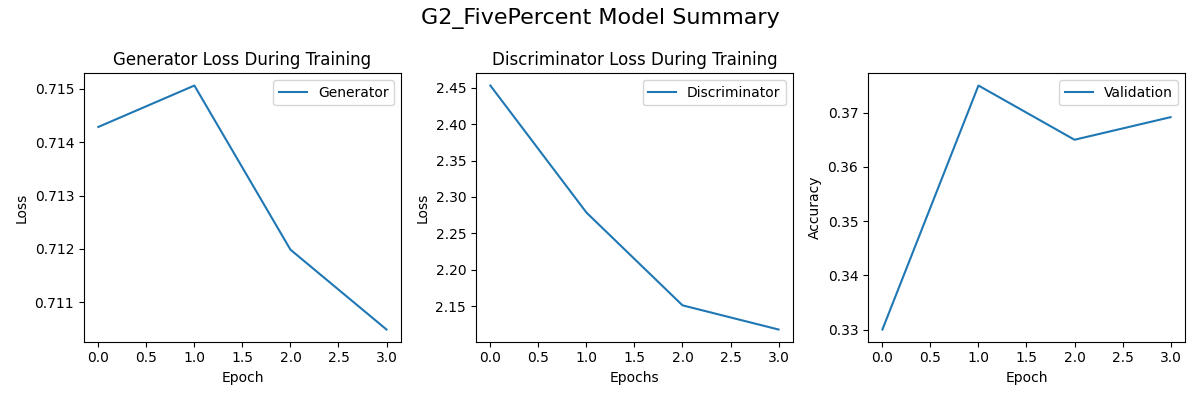 G2_FivePercent Model Summary
Generator Loss During Training
Generator
0.715
0.714
0.713
0.712
0.711
Loss
0.0 0.5 1.0 1.5 2.0 2.5 3.0
Epoch
Discriminator Loss During Training
Discriminator
2.45
2.40
2.35
2.30
2.25
2.20
2.15
Loss
0.0 0.5 1.0 1.5 2.0 2.5 3.0
Epochs
Validation
0.37
0.36
0.35
0.34
0.33
Accuracy
0.0 0.5 1.0 1.5 2.0 2.5 3.0
Epoch